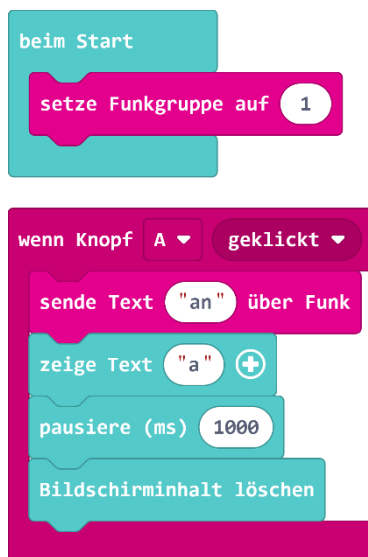 beim Start
setze Funkgruppe auf 1
wenn Knopf A geklickt
sende Text "an" über Funk
zeige Text "a"
pausiere (ms) 1000
Bildschirminhalt löschen